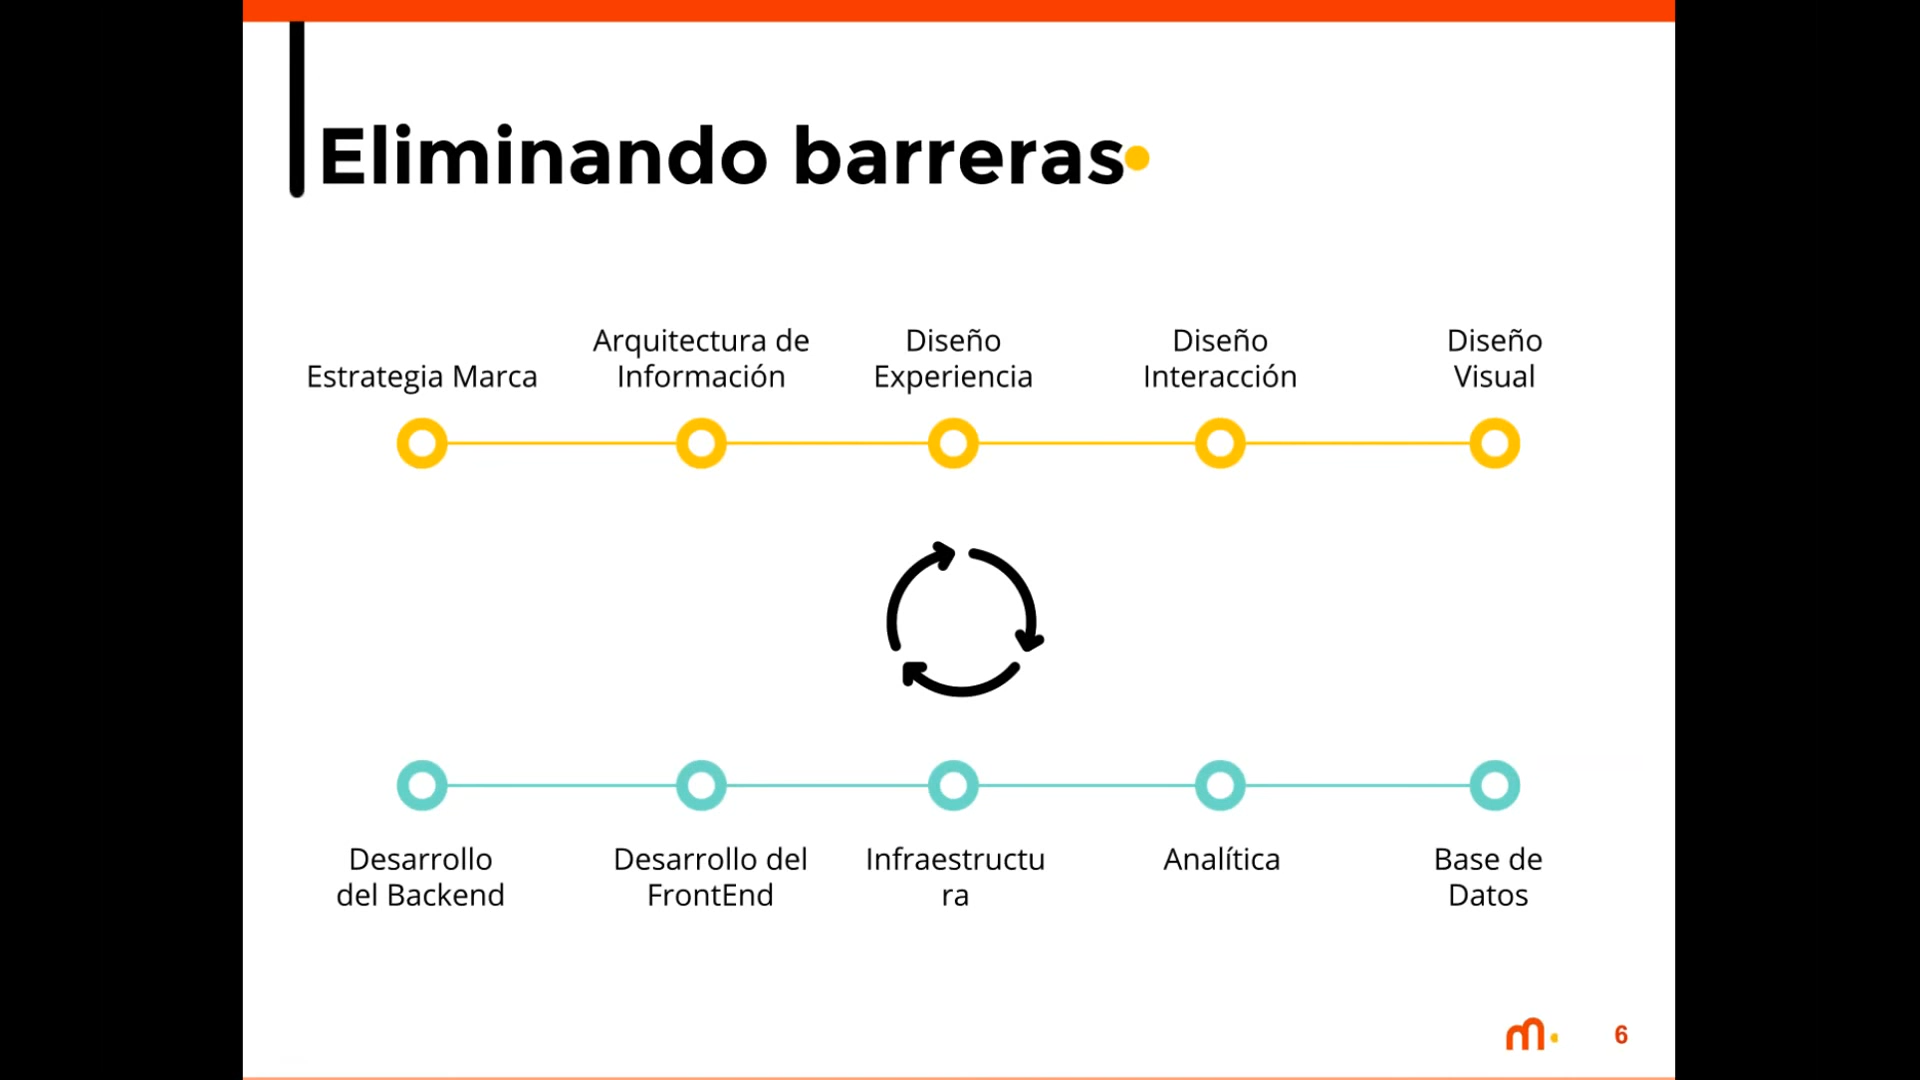 Eliminando barreras
Estrategia Marca
Arquitectura de
Información
Diseño
Experiencia
Diseño
Interacción
Diseño
Visual
Desarrollo
del Backend
Desarrollo del
FrontEnd
Infraestructu
ra
Analítica
Base de
Datos
m.
6